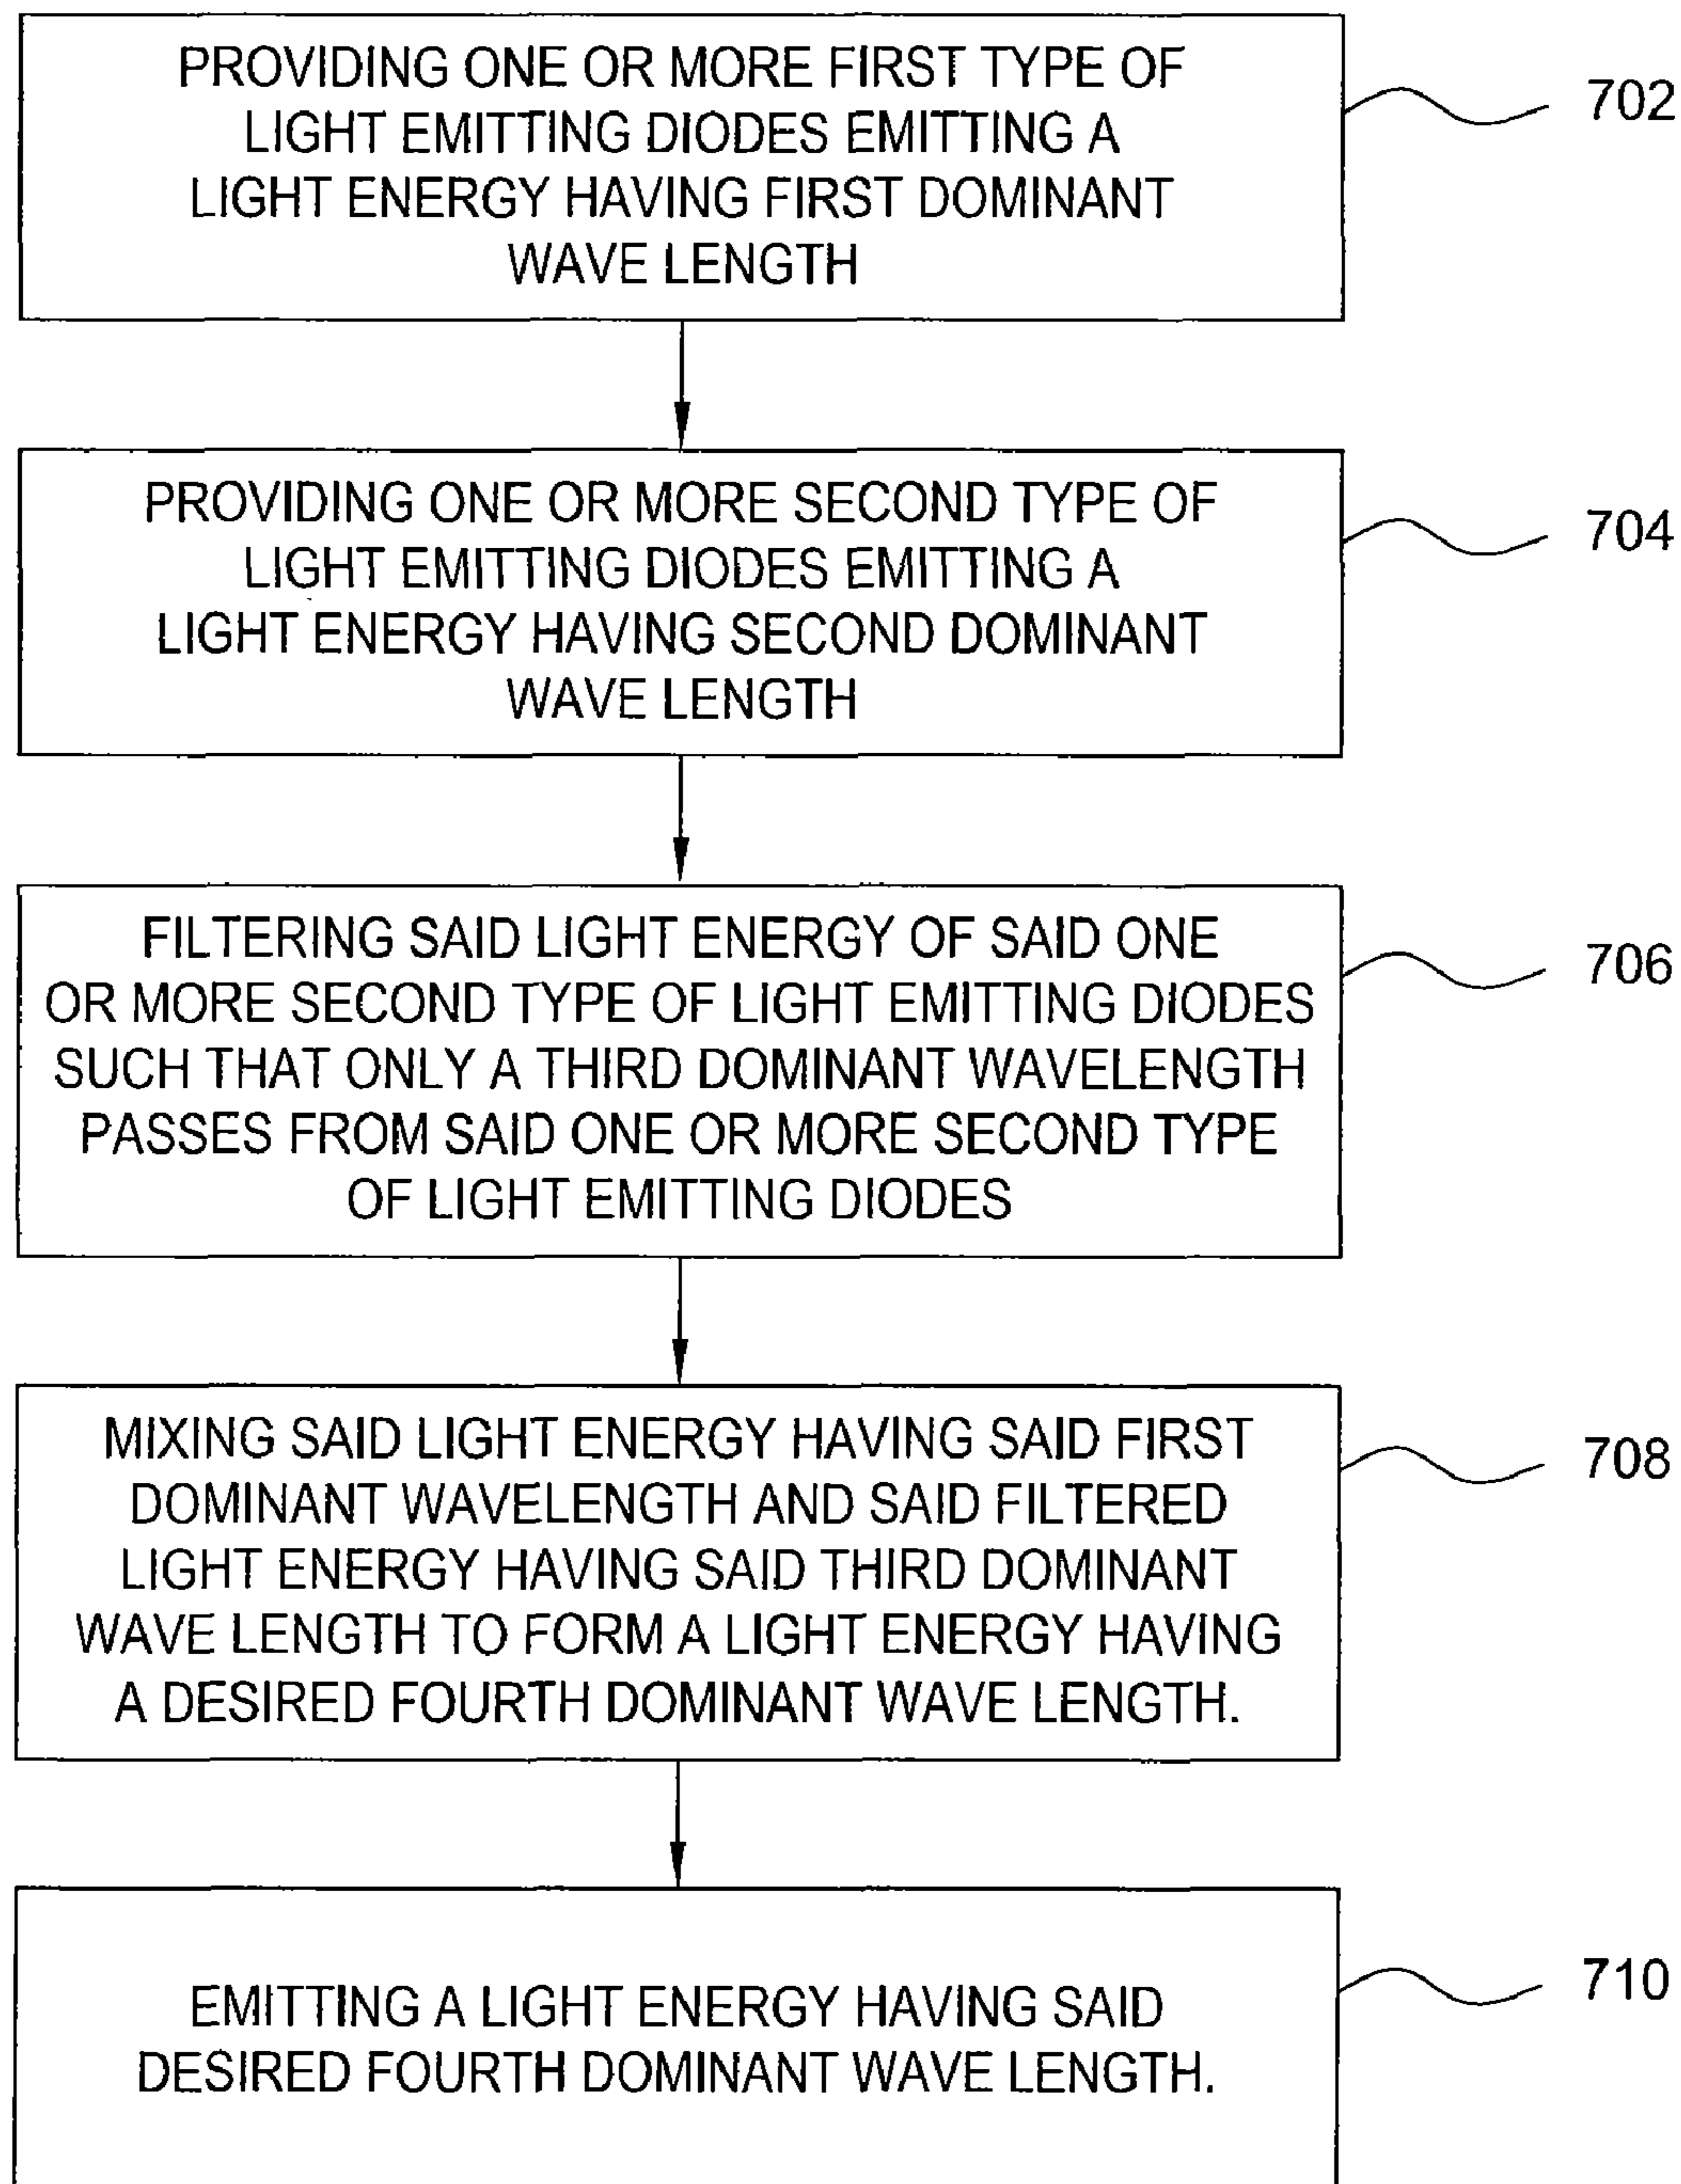 PROVIDING ONE OR MORE FIRST TYPE OF
LIGHT EMITTING DIODES EMITTING A
LIGHT ENERGY HAVING FIRST DOMINANT
WAVE LENGTH
702
PROVIDING ONE OR MORE SECOND TYPE OF
LIGHT EMITTING DIODES EMITTING A
LIGHT ENERGY HAVING SECOND DOMINANT
WAVE LENGTH
704
FILTERING SAID LIGHT ENERGY OF SAID ONE
OR MORE SECOND TYPE OF LIGHT EMITTING DIODES
SUCH THAT ONLY A THIRD DOMINANT WAVELENGTH
PASSES FROM SAID ONE OR MORE SECOND TYPE
OF LIGHT EMITTING DIODES
706
MIXING SAID LIGHT ENERGY HAVING SAID FIRST
DOMINANT WAVELENGTH AND SAID FILTERED
LIGHT ENERGY HAVING SAID THIRD DOMINANT
WAVE LENGTH TO FORM A LIGHT ENERGY HAVING
A DESIRED FOURTH DOMINANT WAVE LENGTH.
708
EMITTING A LIGHT ENERGY HAVING SAID
DESIRED FOURTH DOMINANT WAVE LENGTH.
710